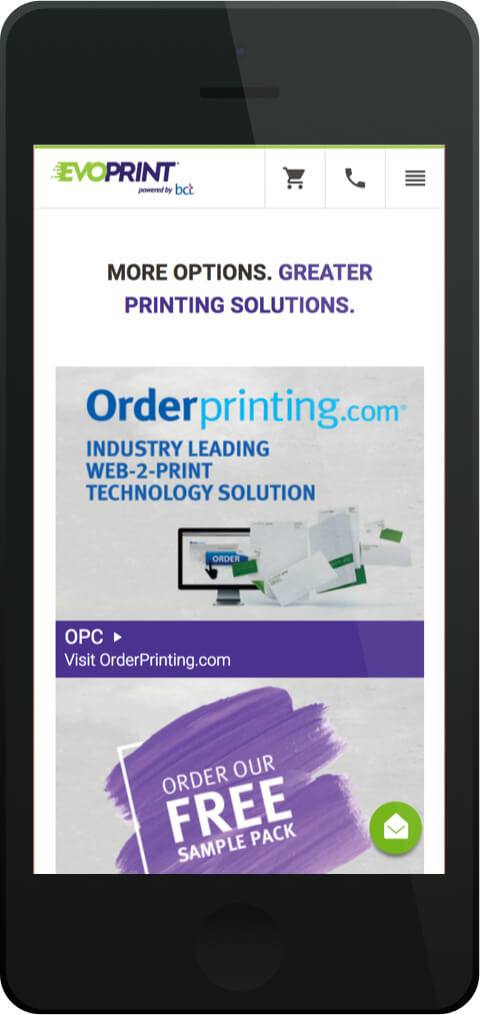 EVOPRINT
powered by bct
MORE OPTIONS. GREATER
PRINTING SOLUTIONS.
Orderprinting.com®
INDUSTRY LEADING
WEB-2-PRINT
TECHNOLOGY SOLUTION
ORDER
OPC
Visit OrderPrinting.com
ORDER OUR
FREE
SAMPLE PACK